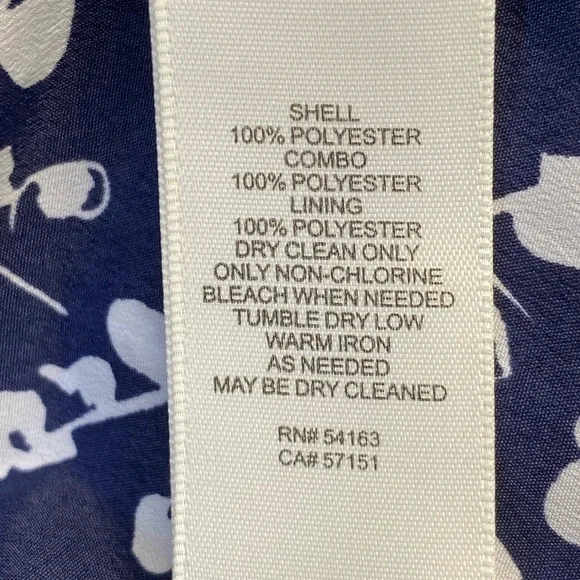 SHELL
100% POLYESTER
COMBO
100% POLYESTER
LINING
100% POLYESTER
DRY CLEAN ONLY
ONLY NON-CHLORINE
BLEACH WHEN NEEDED
TUMBLE DRY LOW
WARM IRON
AS NEEDED
MAY BE DRY CLEANED
RN# 54163
CA# 57151